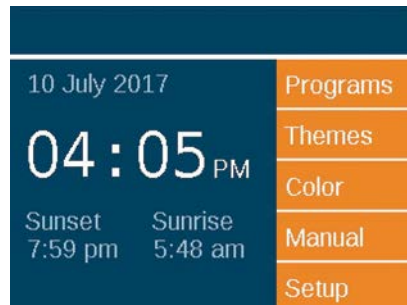 10 July 2017
04:05 PM
Sunset Sunrise
7:59 pm 5:48 am
Programs
Themes
Color
Manual
Setup